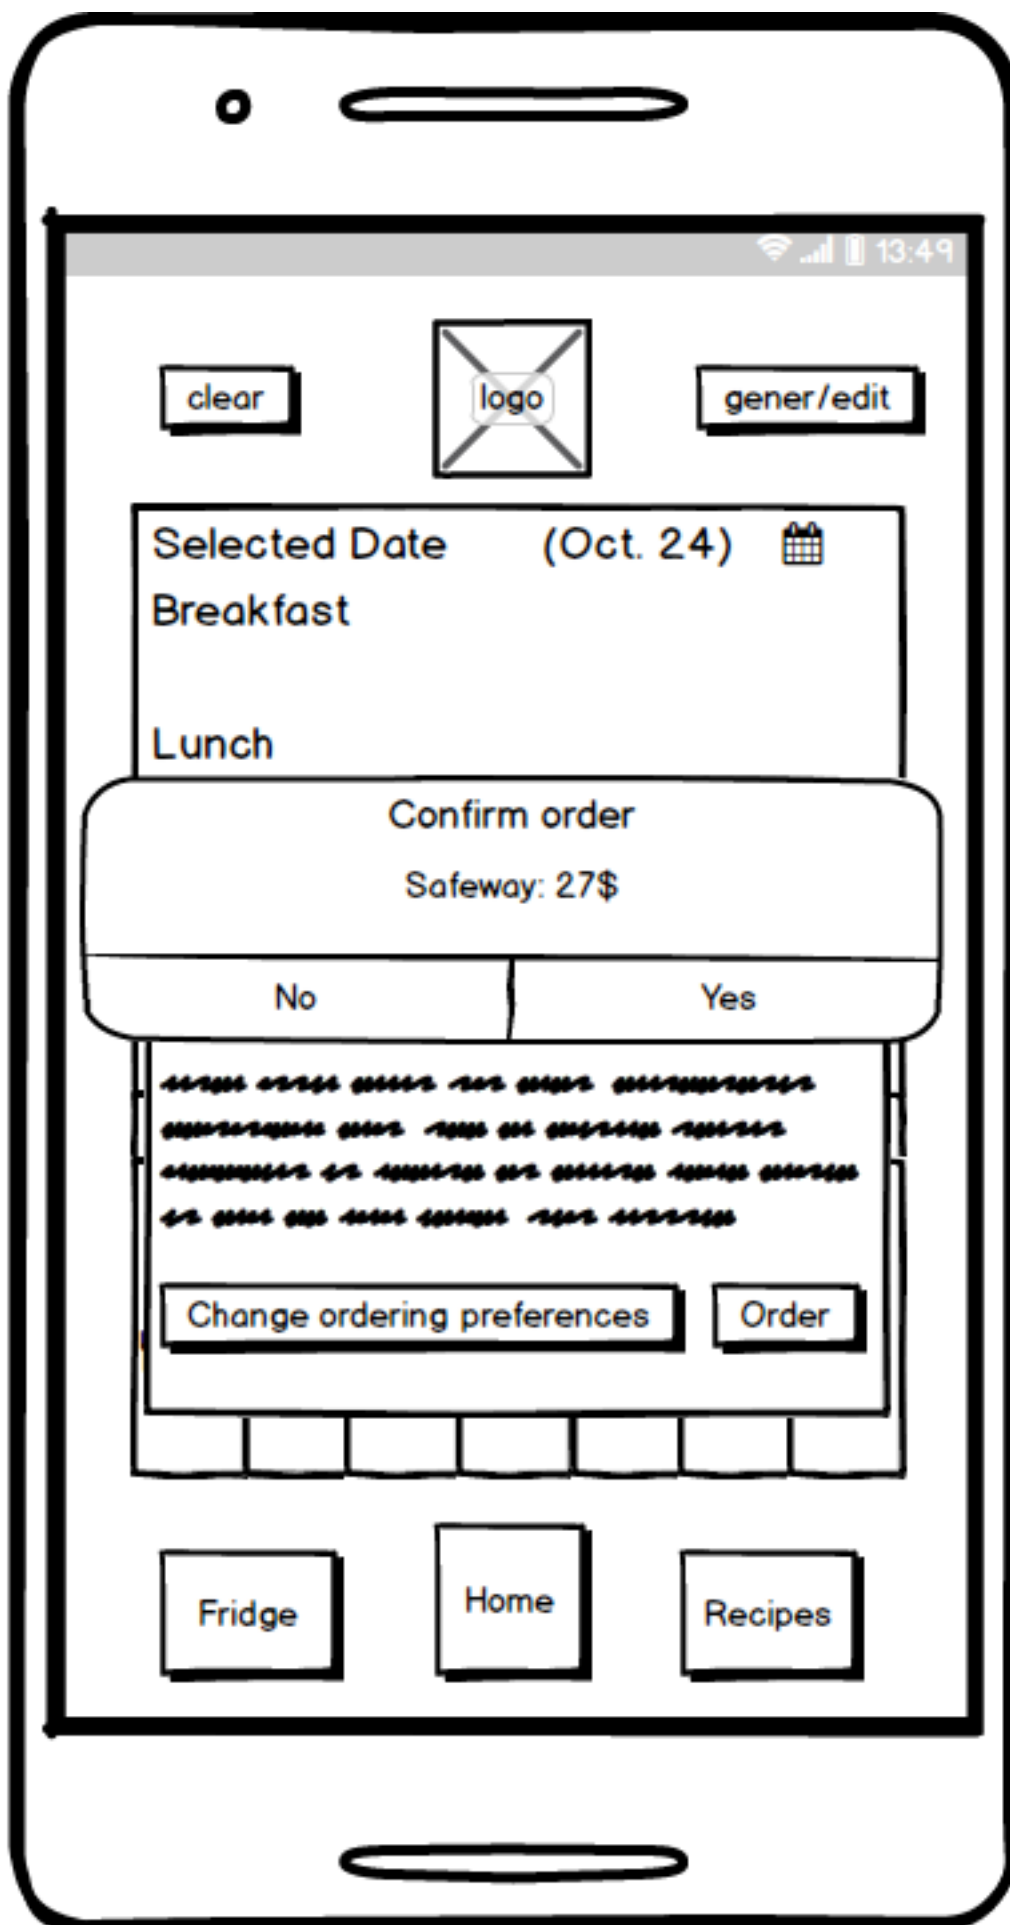 13:49
clear
logo
gener/edit
Selected Date (Oct. 24)
Breakfast
Lunch
Confirm order
Safeway: 27$
No Yes
Change ordering preferences Order
Fridge
Home
Recipes